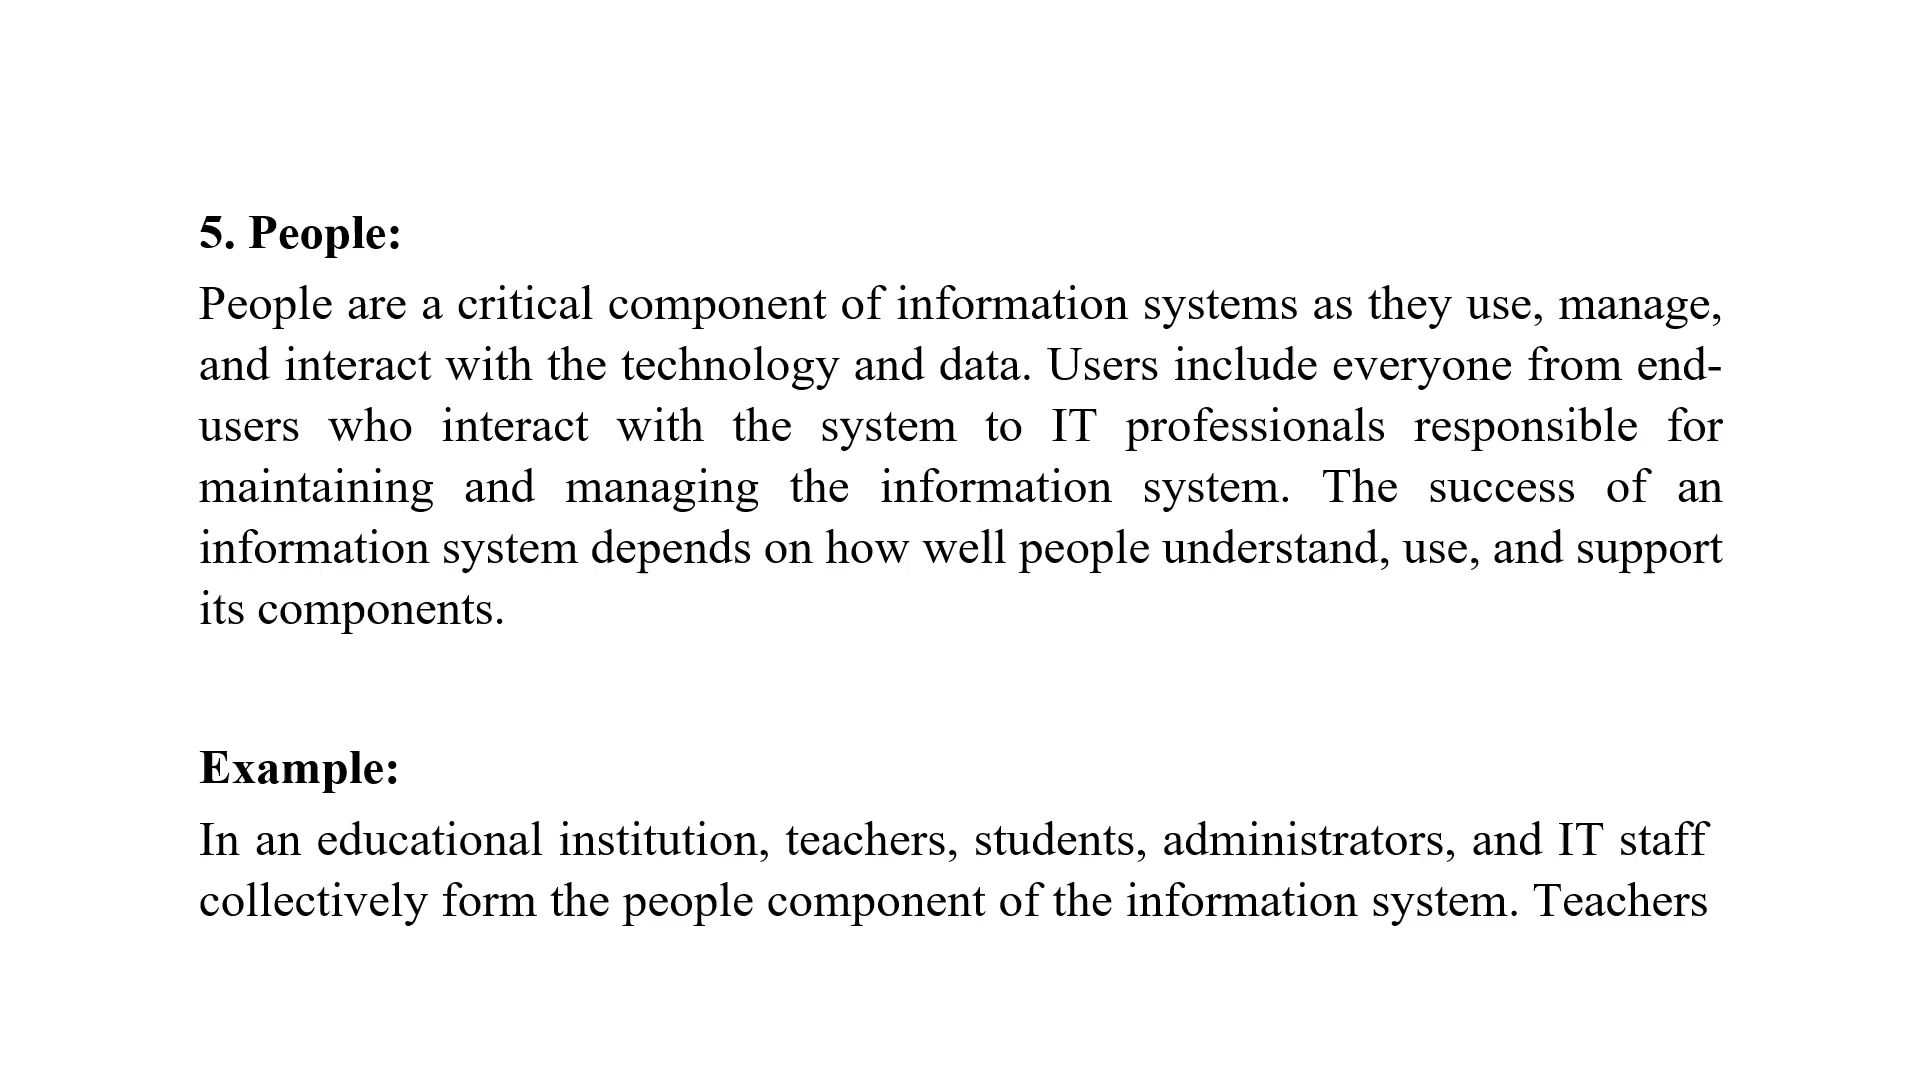 5. People:
People are a critical component of information systems as they use, manage,
and interact with the technology and data. Users include everyone from end-
users who interact with the system to IT professionals responsible for
maintaining and managing the information system. The success of an
information system depends on how well people understand, use, and support
its components.
Example:
In an educational institution, teachers, students, administrators, and IT staff
collectively form the people component of the information system. Teachers